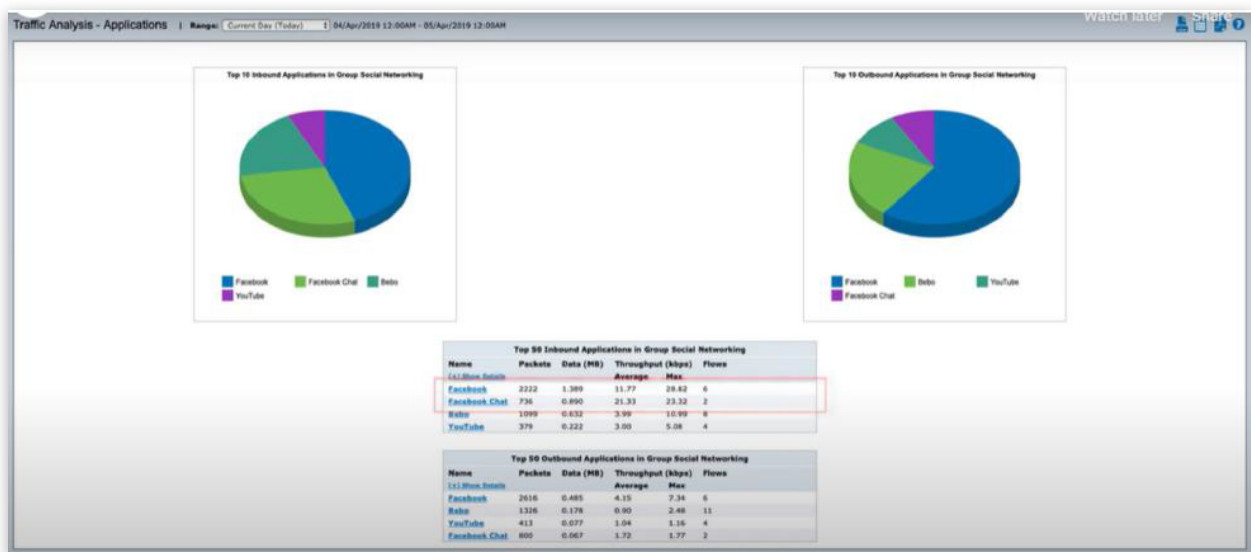 Watch later Share
Traffic Analysis - Applications | Range: Current Day (Today) 04/Apr/2019 12:00AM - 05/Apr/2019 12:00AM
Top 10 Inbound Applications in Group Social Networking
Facebook Facebook Chat Bebo
YouTube
Top 10 Outbound Applications in Group Social Networking
Facebook Bebo YouTube
Facebook Chat
Top 50 Inbound Applications in Group Social Networking
Name Packets Data (MB) Throughput (kbps) Flows
[+] Show Details Average Max
Facebook 2222 1.389 11.77 28.82 6
Facebook Chat 736 0.890 21.33 23.32 2
Bebo 1099 0.632 3.99 10.99 8
YouTube 379 0.222 3.00 5.08 4
Top 50 Outbound Applications in Group Social Networking
Name Packets Data (MB) Throughput (kbps) Flows
[+] Show Details Average Max
Facebook 2616 0.485 4.15 7.34 6
Bebo 1326 0.178 0.90 2.48 11
YouTube 413 0.077 1.04 1.16 4
Facebook Chat 800 0.067 1.72 1.77 2